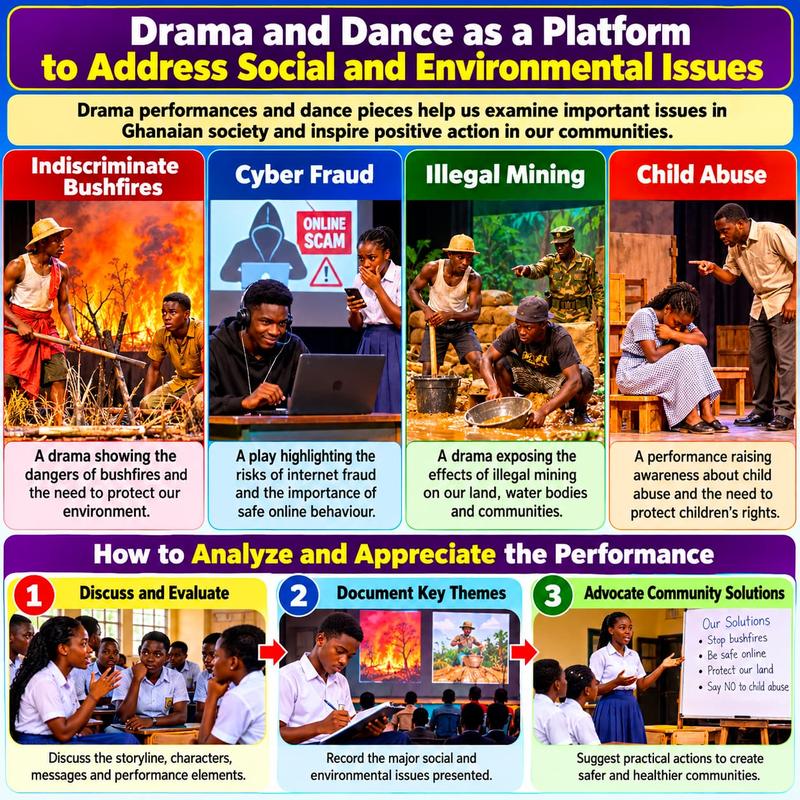 Drama and Dance as a Platform
to Address Social and Environmental Issues
Drama performances and dance pieces help us examine important issues in
Ghanaian society and inspire positive action in our communities.
Indiscriminate
Bushfires
A drama showing the
dangers of bushfires and
the need to protect our
environment.
Cyber Fraud
ONLINE
SCAM
A play highlighting the
risks of internet fraud
and the importance of
safe online behaviour.
Illegal Mining
A drama exposing the
effects of illegal mining
on our land, water bodies
and communities.
Child Abuse
A performance raising
awareness about child
abuse and the need to
protect children's rights.
How to Analyze and Appreciate the Performance
1 Discuss and Evaluate
Discuss the storyline, characters,
messages and performance elements.
2 Document Key Themes
Record the major social and
environmental issues presented.
3 Advocate Community Solutions
Our Solutions
• Stop bushfires
• Be safe online
• Protect our land
• Say NO to child abuse
Suggest practical actions to create
safer and healthier communities.